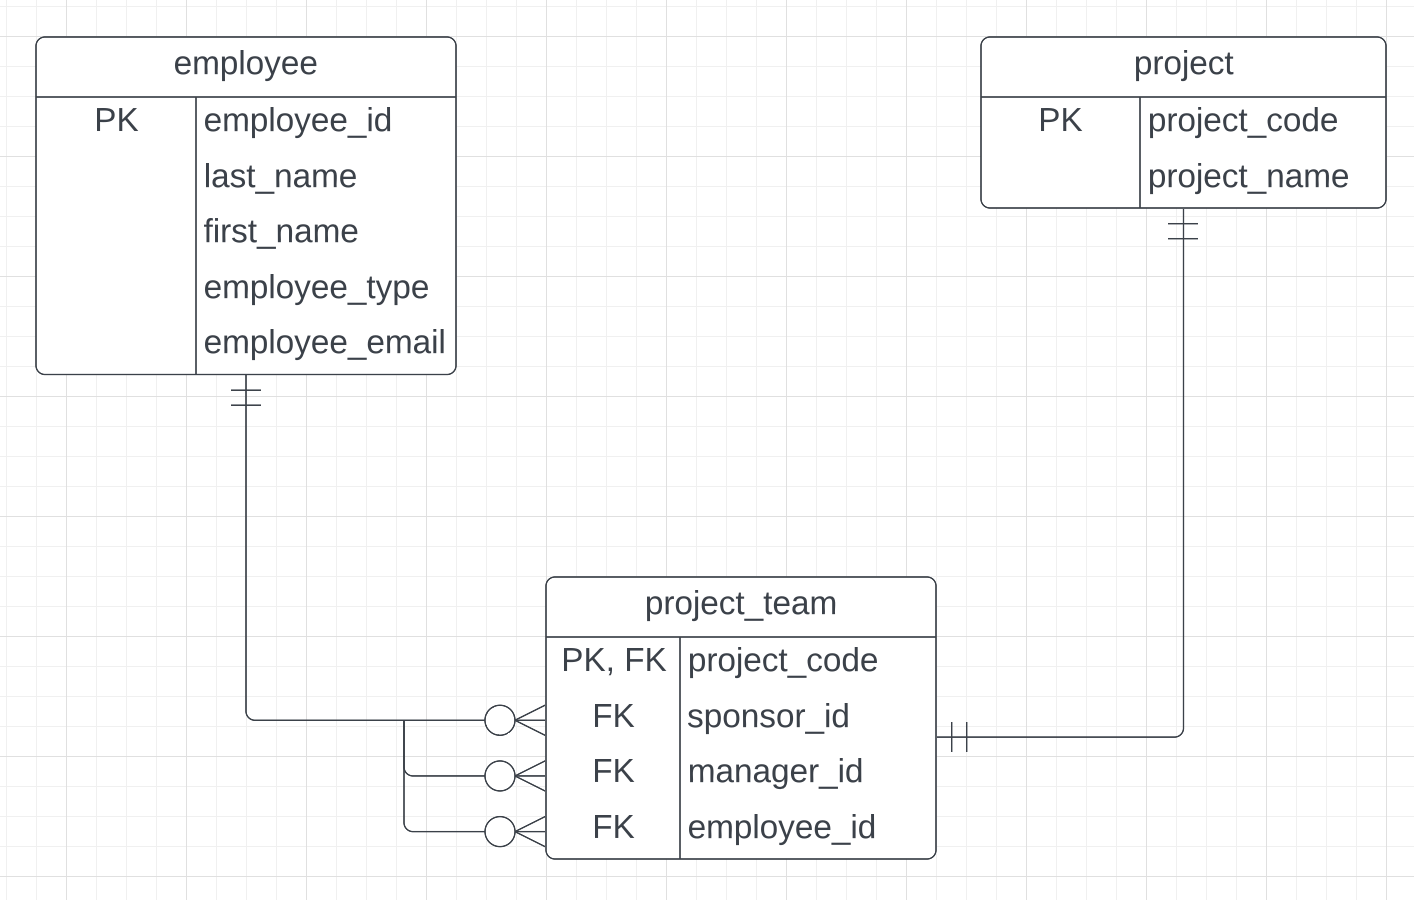 employee
PK employee_id
last_name
first_name
employee_type
employee_email
project
PK project_code
project_name
project_team
PK, FK project_code
FK sponsor_id
FK manager_id
FK employee_id